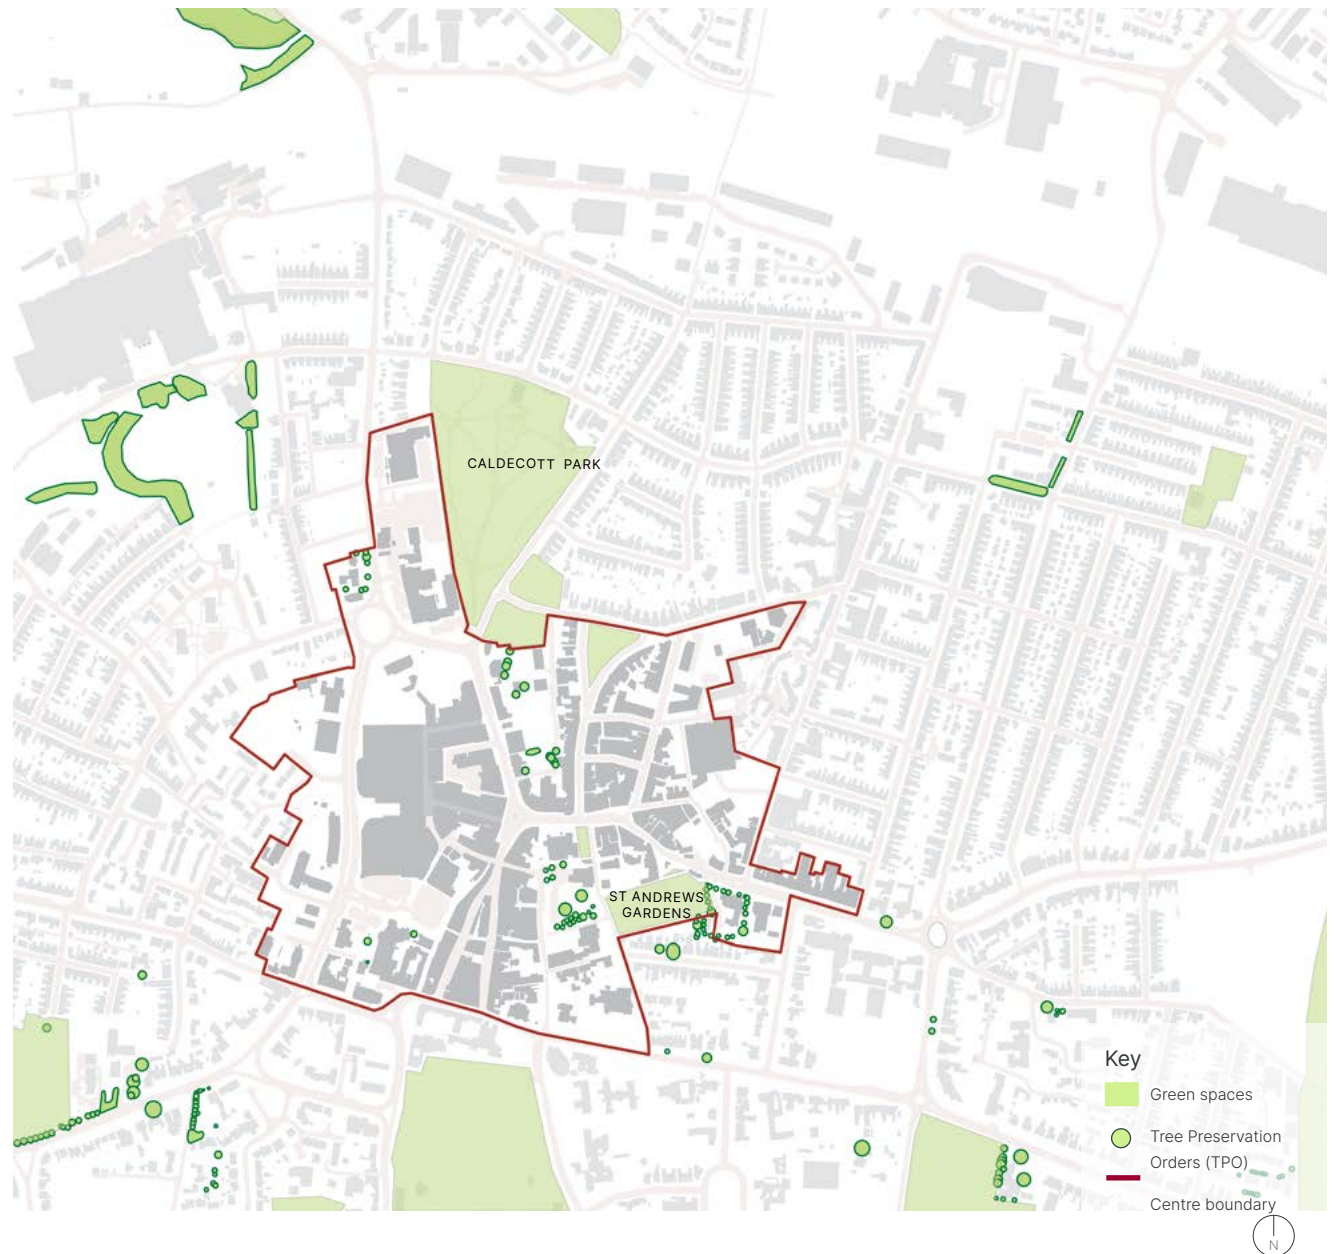 CALDECOTT PARK
ST ANDREWS
GARDENS
Key
Green spaces
Tree Preservation
Orders (TPO)
Centre boundary
N